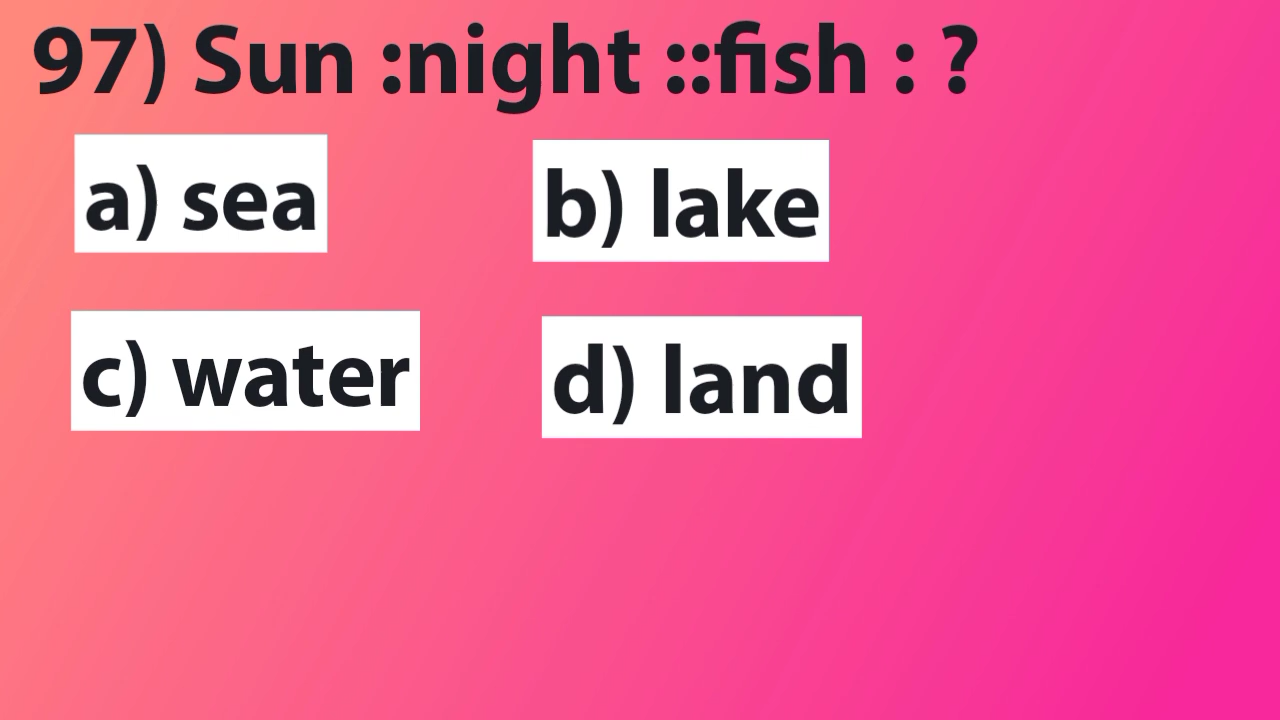 97) Sun :night ::fish : ?
a) sea
b) lake
c) water
d) land